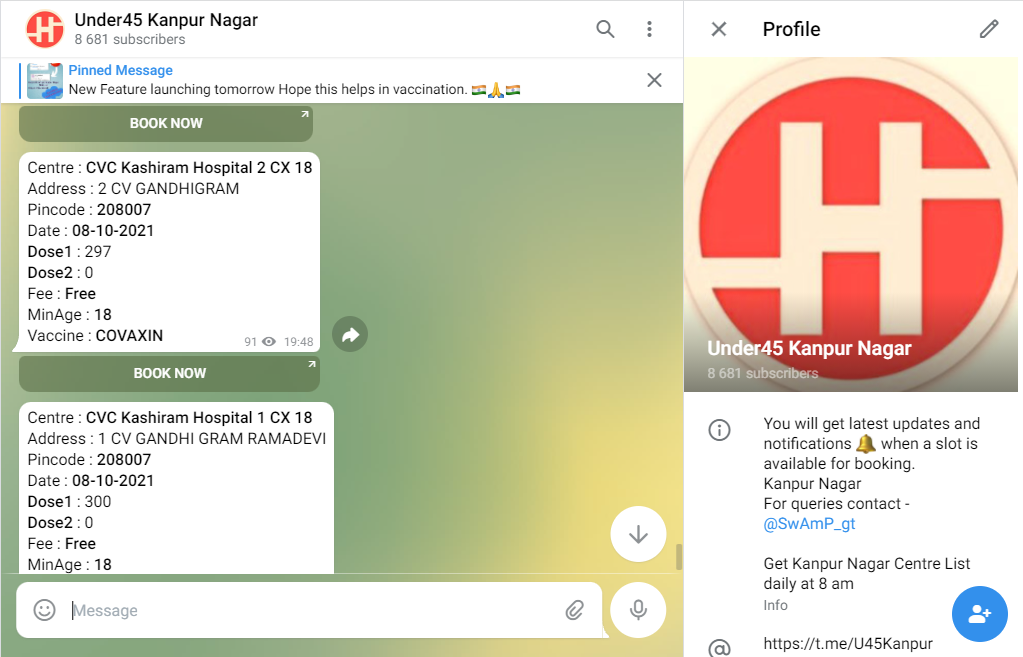 Under45 Kanpur Nagar
8 681 subscribers
Pinned Message
New Feature launching tomorrow Hope this helps in vaccination. 🇮🇳🙏🇮🇳
BOOK NOW
Centre : CVC Kashiram Hospital 2 CX 18
Address : 2 CV GANDHIGRAM
Pincode : 208007
Date : 08-10-2021
Dose1 : 297
Dose2 : 0
Fee : Free
MinAge : 18
Vaccine : COVAXIN
91 19:48
BOOK NOW
Centre : CVC Kashiram Hospital 1 CX 18
Address : 1 CV GANDHI GRAM RAMADEVI
Pincode : 208007
Date : 08-10-2021
Dose1 : 300
Dose2 : 0
Fee : Free
MinAge : 18
Message
Profile
Under45 Kanpur Nagar
8 681 subscribers
You will get latest updates and
notifications 🔔 when a slot is
available for booking.
Kanpur Nagar
For queries contact -
@SwAmP_gt
Get Kanpur Nagar Centre List
daily at 8 am
Info
https://t.me/U45Kanpur